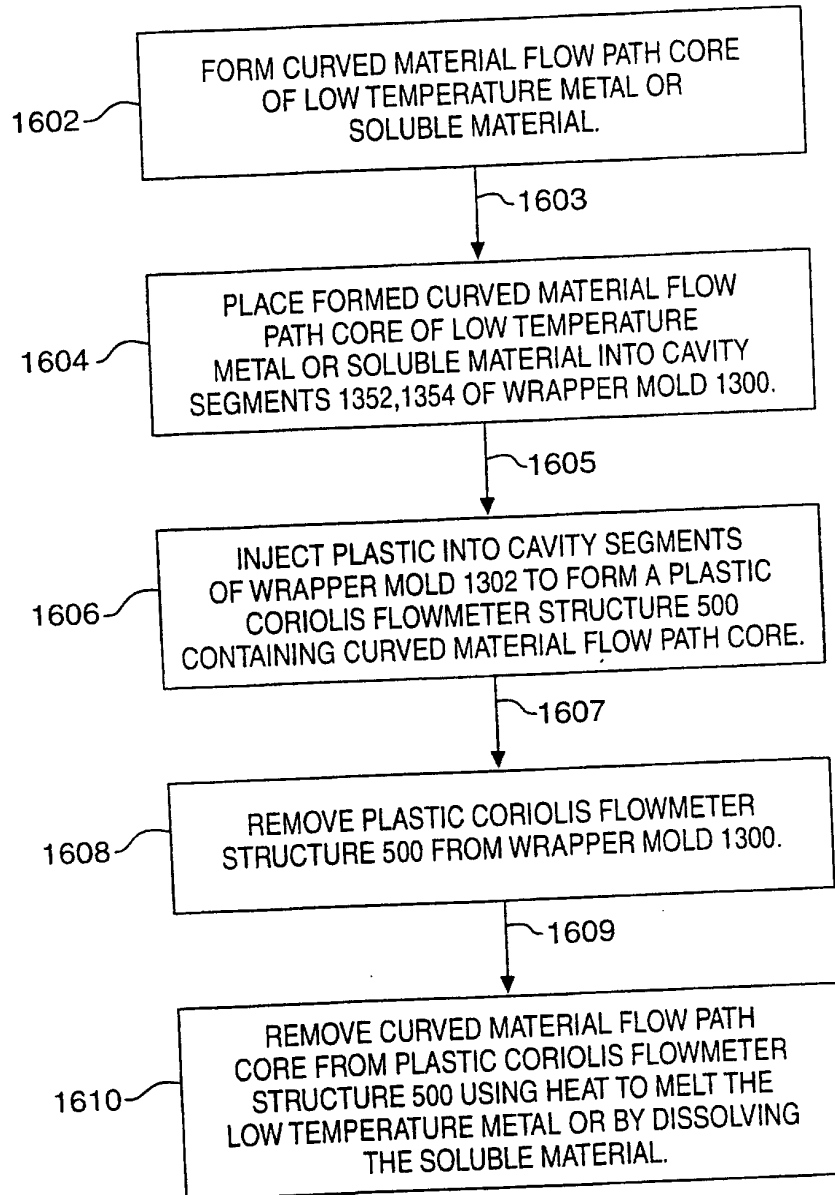 FORM CURVED MATERIAL FLOW PATH CORE
OF LOW TEMPERATURE METAL OR
SOLUBLE MATERIAL.
1602
1603
PLACE FORMED CURVED MATERIAL FLOW
PATH CORE OF LOW TEMPERATURE
METAL OR SOLUBLE MATERIAL INTO CAVITY
SEGMENTS 1352,1354 OF WRAPPER MOLD 1300.
1604
1605
INJECT PLASTIC INTO CAVITY SEGMENTS
OF WRAPPER MOLD 1302 TO FORM A PLASTIC
CORIOLIS FLOWMETER STRUCTURE 500
CONTAINING CURVED MATERIAL FLOW PATH CORE.
1606
1607
REMOVE PLASTIC CORIOLIS FLOWMETER
STRUCTURE 500 FROM WRAPPER MOLD 1300.
1608
1609
REMOVE CURVED MATERIAL FLOW PATH
CORE FROM PLASTIC CORIOLIS FLOWMETER
STRUCTURE 500 USING HEAT TO MELT THE
LOW TEMPERATURE METAL OR BY DISSOLVING
THE SOLUBLE MATERIAL.
1610